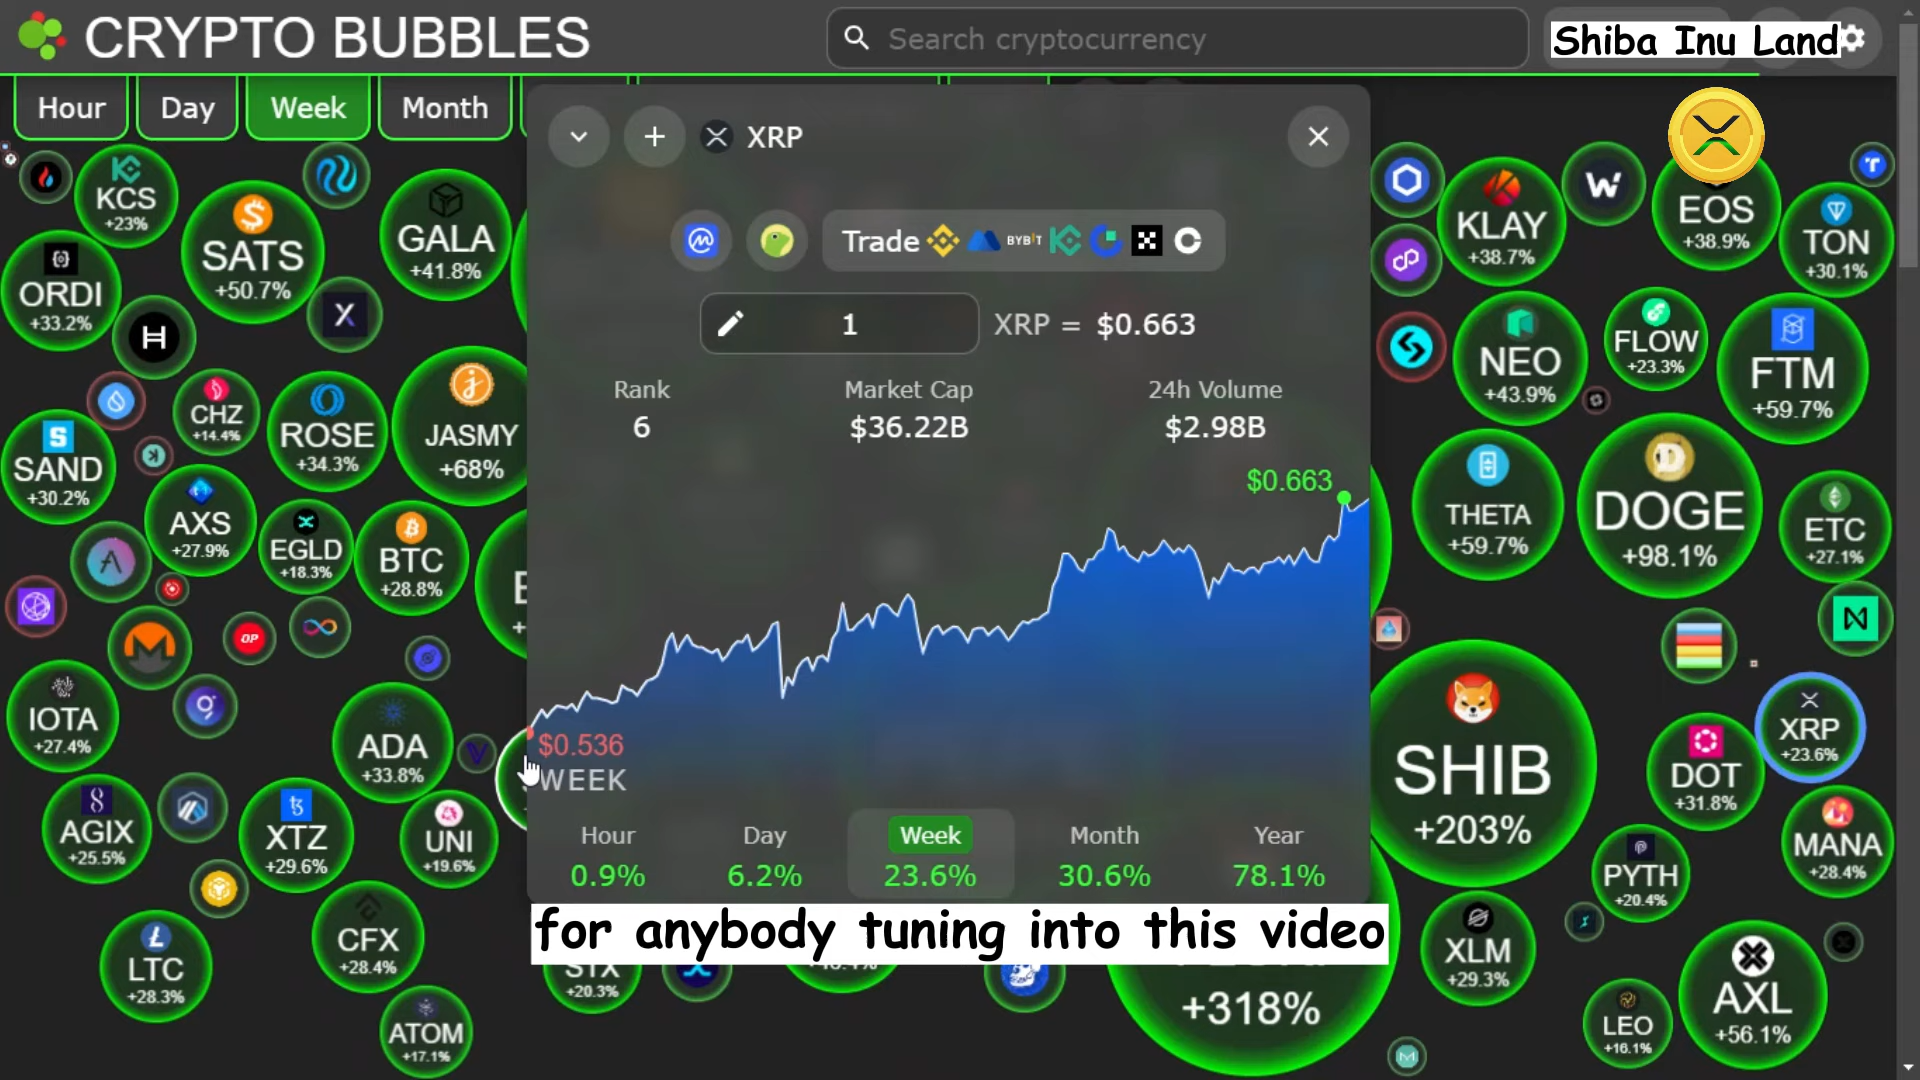 CRYPTO BUBBLES
Search cryptocurrency
Shiba Inu Land
Hour
Day
Week
Month
XRP
Trade
BYBIT
1
XRP = $0.663
Rank
6
Market Cap
$36.22B
24h Volume
$2.98B
$0.663
$0.536
WEEK
Hour
0.9%
Day
6.2%
Week
23.6%
Month
30.6%
Year
78.1%
for anybody tuning into this video
KCS
+23%
SATS
+50.7%
GALA
+41.8%
ORDI
+33.2%
CHZ
+14.4%
ROSE
+34.3%
JASMY
+68%
SAND
+30.2%
AXS
+27.9%
EGLD
+18.3%
BTC
+28.8%
OP
IOTA
+27.4%
ADA
+33.8%
AGIX
+25.5%
XTZ
+29.6%
UNI
+19.6%
LTC
+28.3%
CFX
+28.4%
ATOM
+17.1%
STX
+20.3%
+318%
KLAY
+38.7%
EOS
+38.9%
TON
+30.1%
NEO
+43.9%
FLOW
+23.3%
FTM
+59.7%
THETA
+59.7%
DOGE
+98.1%
ETC
+27.1%
SHIB
+203%
XRP
+23.6%
DOT
+31.8%
MANA
+28.4%
PYTH
+20.4%
XLM
+29.3%
LEO
+16.1%
AXL
+56.1%